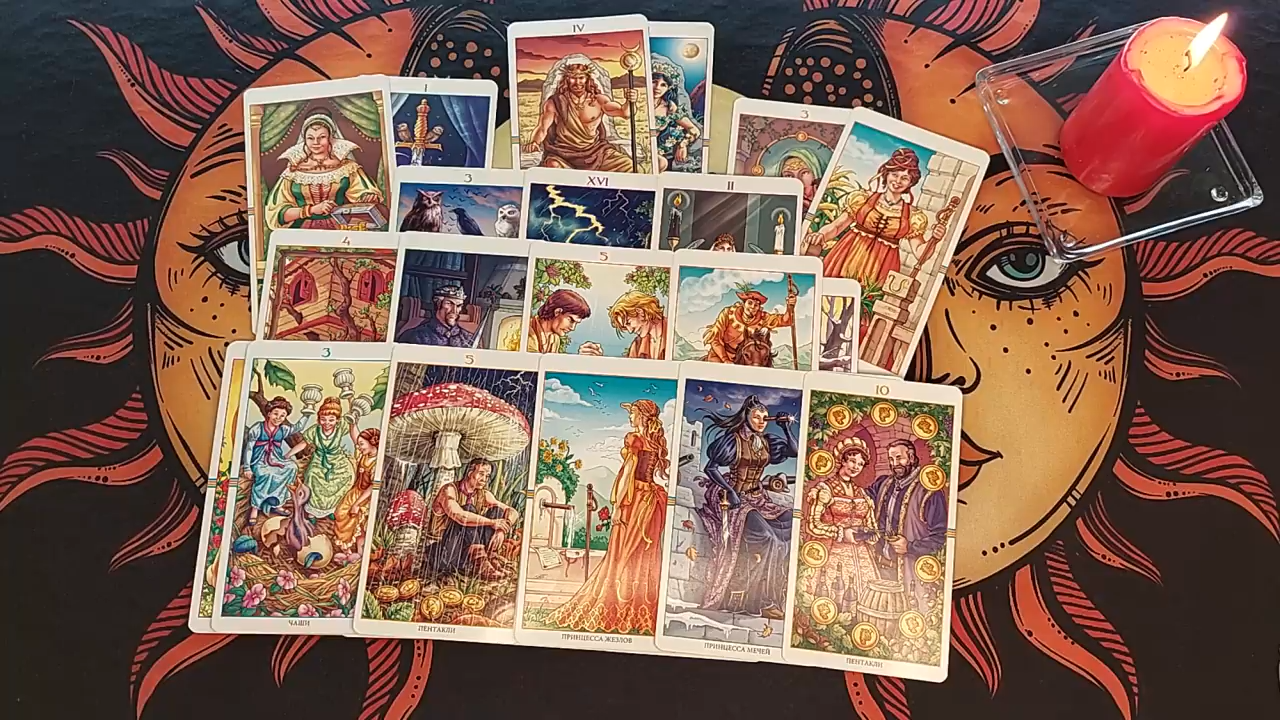 IV
I
3
3
XVI
II
4
5
3
ЧАШИ
5
ПЕНТАКЛИ
ПРИНЦЕССА ЖЕЗЛОВ
ПРИНЦЕССА МЕЧЕЙ
10
ПЕНТАКЛИ